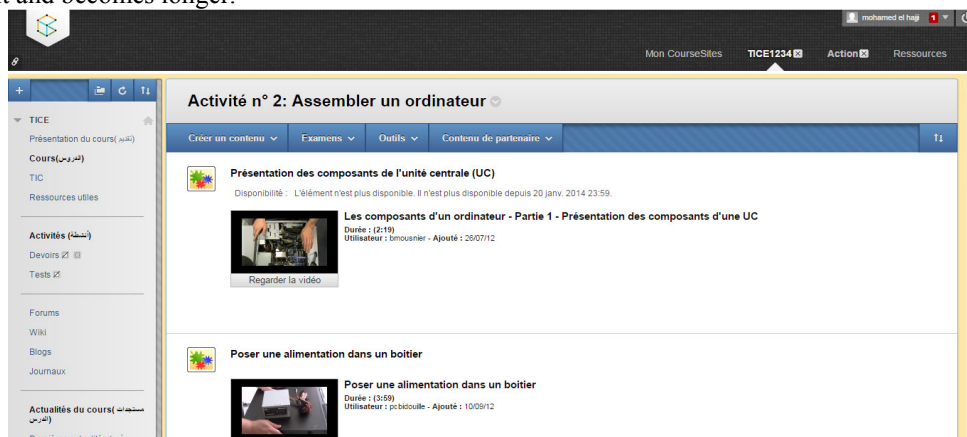 and becomes longer.
mohamed el haji 1
Mon CourseSites TICE1234 Action Ressources
TICE
Présentation du cours( تقديم)
Cours(الدروس)
TIC
Ressources utiles
Activités (أنشطة)
Devoirs
Tests
Forums
Wiki
Blogs
Journaux
Actualités du cours( مستجدات
الدرس)
Activité n° 2: Assembler un ordinateur
Créer un contenu Examens Outils Contenu de partenaire
Présentation des composants de l'unité centrale (UC)
Disponibilité : L'élément n'est plus disponible. Il n'est plus disponible depuis 20 janv. 2014 23:59.
Les composants d'un ordinateur - Partie 1 - Présentation des composants d'une UC
Durée : (2:19)
Utilisateur : bmousnier - Ajouté : 26/07/12
Regarder la vidéo
Poser une alimentation dans un boitier
Poser une alimentation dans un boitier
Durée : (3:59)
Utilisateur : pcbidouille - Ajouté : 10/09/12